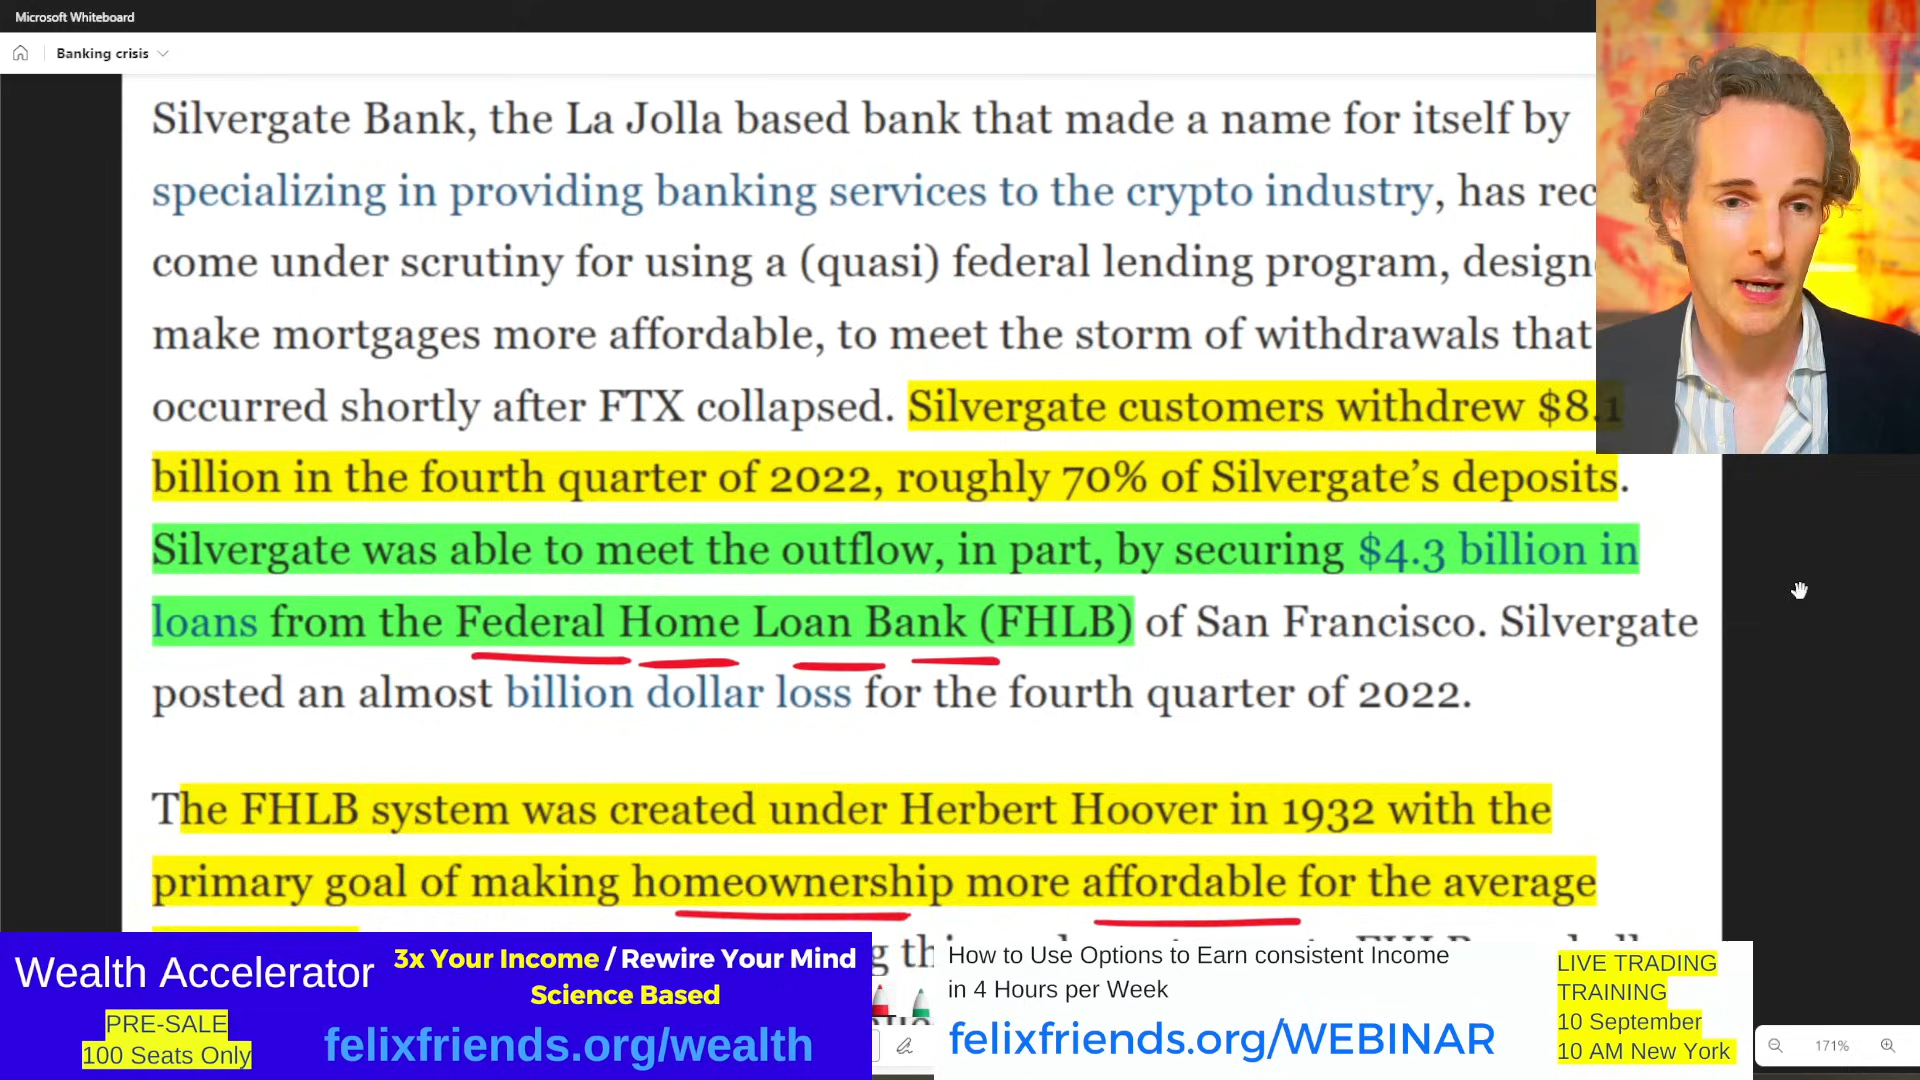 Microsoft Whiteboard
Banking crisis
Silvergate Bank, the La Jolla based bank that made a name for itself by
specializing in providing banking services to the crypto industry, has rec
come under scrutiny for using a (quasi) federal lending program, design
make mortgages more affordable, to meet the storm of withdrawals that
occurred shortly after FTX collapsed. Silvergate customers withdrew $8.1
billion in the fourth quarter of 2022, roughly 70% of Silvergate’s deposits.
Silvergate was able to meet the outflow, in part, by securing $4.3 billion in
loans from the Federal Home Loan Bank (FHLB) of San Francisco. Silvergate
posted an almost billion dollar loss for the fourth quarter of 2022.
The FHLB system was created under Herbert Hoover in 1932 with the
primary goal of making homeownership more affordable for the average
Wealth Accelerator
PRE-SALE
100 Seats Only
3x Your Income / Rewire Your Mind
Science Based
felixfriends.org/wealth
How to Use Options to Earn consistent Income
in 4 Hours per Week
felixfriends.org/WEBINAR
LIVE TRADING
TRAINING
10 September
10 AM New York
171%